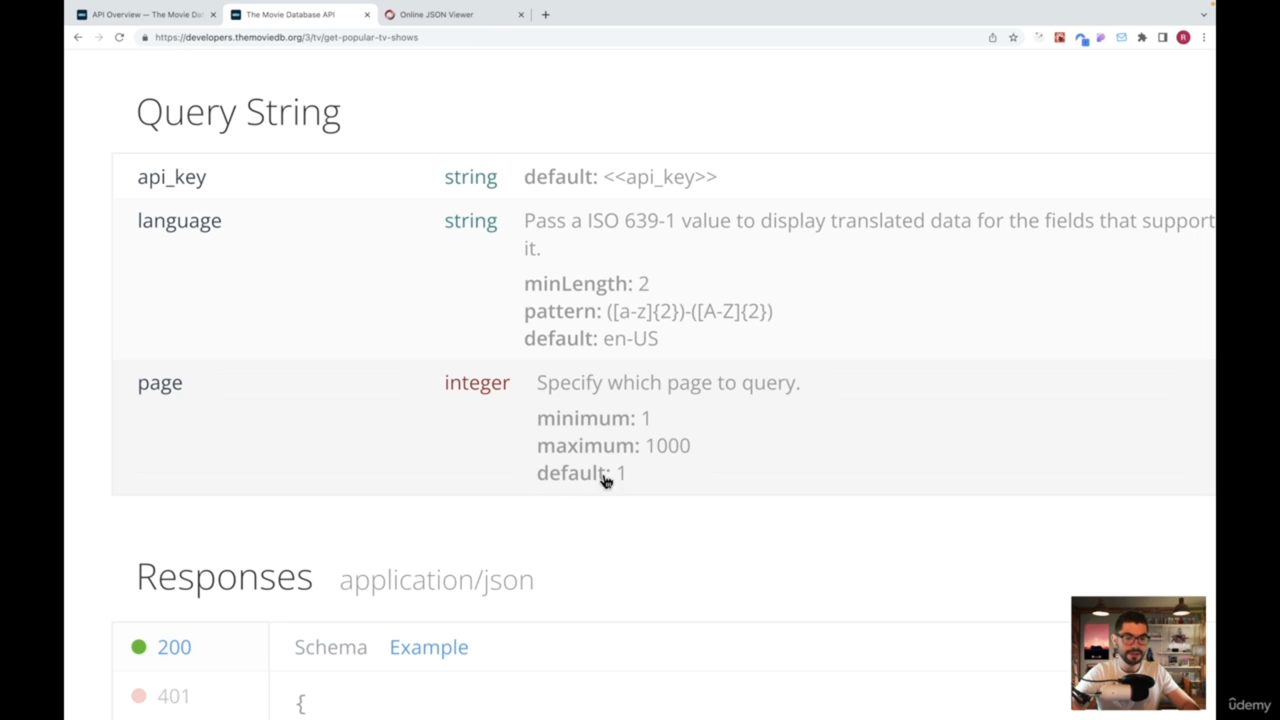 API Overview — The Movie Dat
The Movie Database API
Online JSON Viewer
https://developers.themoviedb.org/3/tv/get-popular-tv-shows
R
Query String
api_key string default: <<api_key>>
language string Pass a ISO 639-1 value to display translated data for the fields that support
it.
minLength: 2
pattern: ([a-z]{2})-([A-Z]{2})
default: en-US
page integer Specify which page to query.
minimum: 1
maximum: 1000
default: 1
Responses application/json
200 Schema Example
401 {
ûdemy